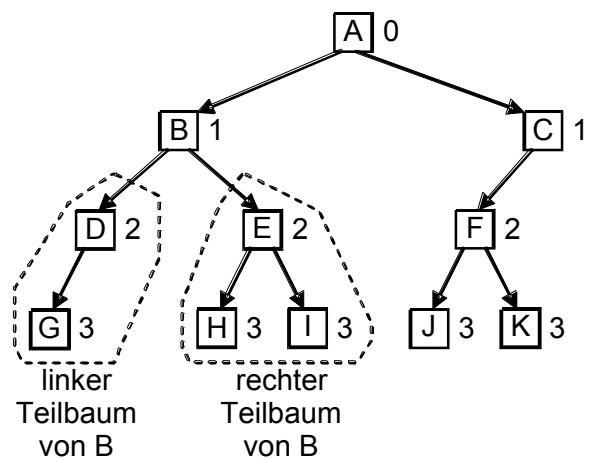 A 0
B 1
C 1
D 2
E 2
F 2
G 3
H 3
I 3
J 3
K 3
linker
Teilbaum
von B
rechter
Teilbaum
von B